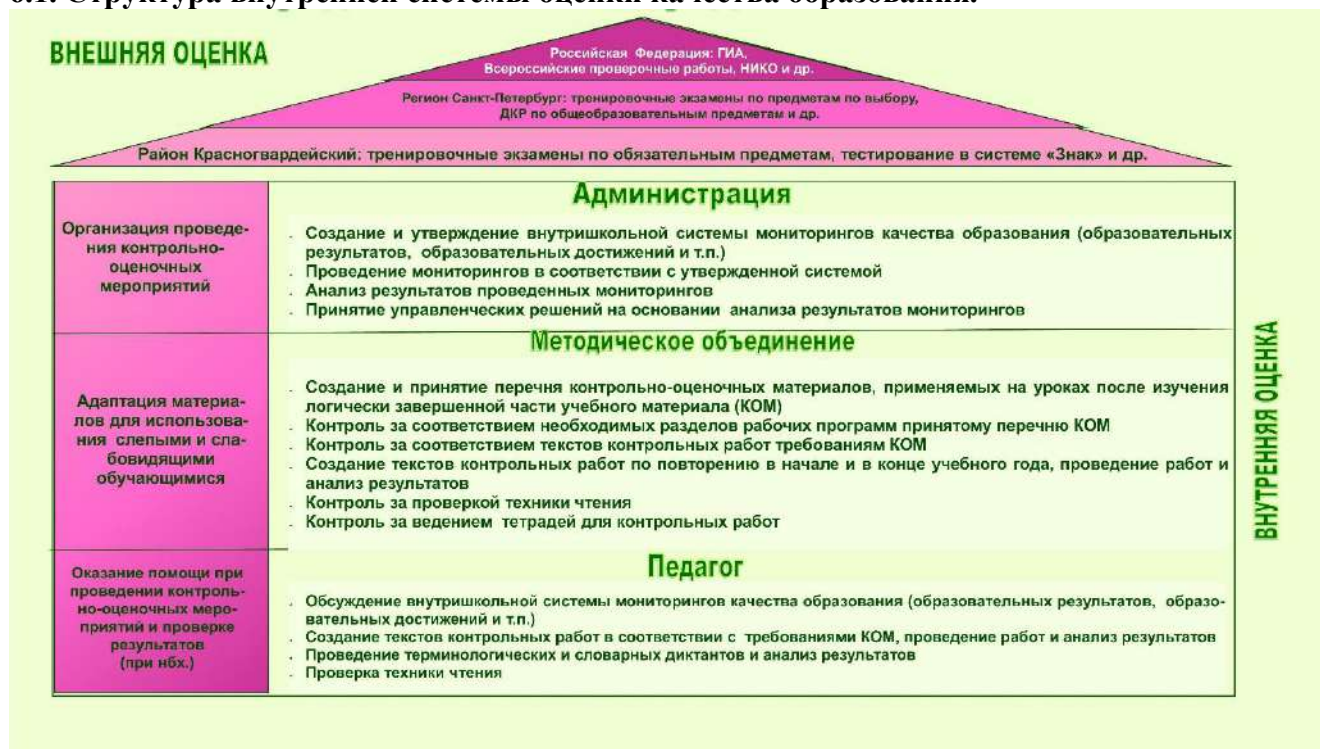 6.1. Структура внутренней системы оценки качества образования.
ВНЕШНЯЯ ОЦЕНКА
Российская Федерация: ГИА,
Всероссийские проверочные работы, НИКО и др.
Регион Санкт-Петербург: тренировочные экзамены по предметам по выбору,
ДКР по общеобразовательным предметам и др.
Район Красногвардейский: тренировочные экзамены по обязательным предметам, тестирование в системе «Знак» и др.
Организация проведе-
ния контрольно-
оценочных
мероприятий
Администрация
. Создание и утверждение внутришкольной системы мониторингов качества образования (образовательных
результатов, образовательных достижений и т.п.)
. Проведение мониторингов в соответствии с утвержденной системой
. Анализ результатов проведенных мониторингов
. Принятие управленческих решений на основании анализа результатов мониторингов
Адаптация материа-
лов для использова-
ния слепыми и сла-
бовидящими
обучающимися
Методическое объединение
. Создание и принятие перечня контрольно-оценочных материалов, применяемых на уроках после изучения
логически завершенной части учебного материала (КОМ)
. Контроль за соответствием необходимых разделов рабочих программ принятому перечню КОМ
. Контроль за соответствием текстов контрольных работ требованиям КОМ
. Создание текстов контрольных работ по повторению в начале и в конце учебного года, проведение работ и
анализ результатов
. Контроль за проверкой техники чтения
. Контроль за ведением тетрадей для контрольных работ
Оказание помощи при
проведении контроль-
но-оценочных меро-
приятий и проверке
результатов
(при нбх.)
Педагог
. Обсуждение внутришкольной системы мониторингов качества образования (образовательных результатов, образо-
вательных достижений и т.п.)
. Создание текстов контрольных работ в соответствии с требованиями КОМ, проведение работ и анализ результатов
. Проведение терминологических и словарных диктантов и анализ результатов
. Проверка техники чтения
ВНУТРЕННЯЯ ОЦЕНКА